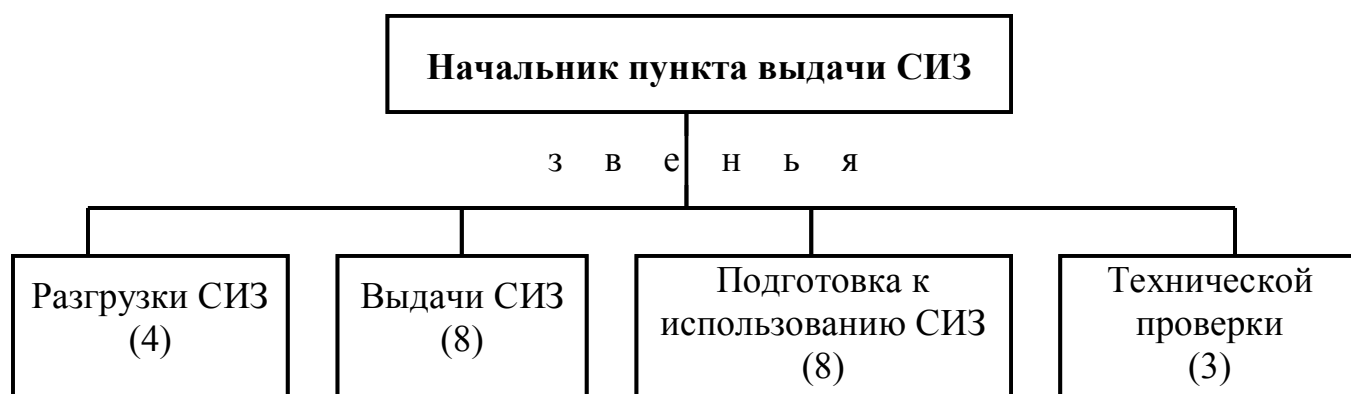 Начальник пункта выдачи СИЗ
з в е н ь я
Разгрузки СИЗ
(4)
Выдачи СИЗ
(8)
Подготовка к
использованию СИЗ
(8)
Технической
проверки
(3)